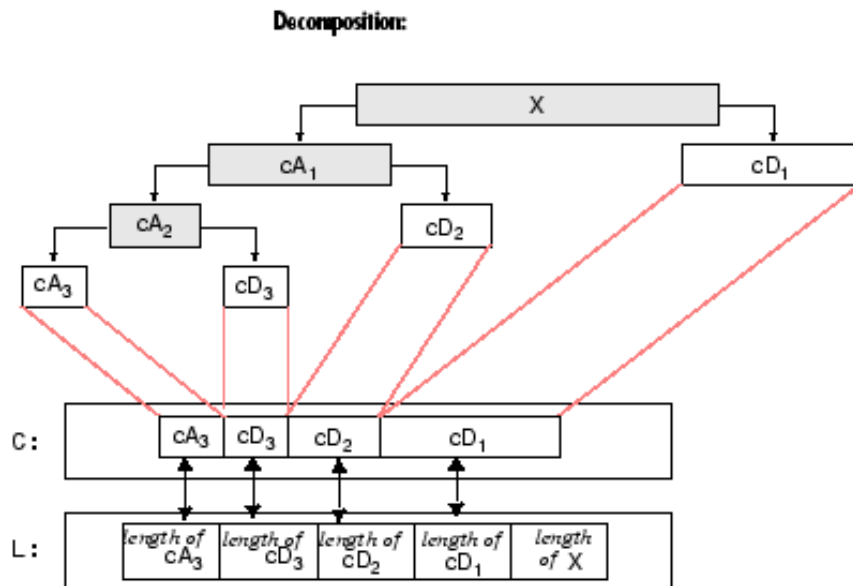 Decomposition:
X
cA₁ cD₁
cA₂ cD₂
cA₃ cD₃
C: cA₃ cD₃ cD₂ cD₁
L: length of cA₃ length of cD₃ length of cD₂ length of cD₁ length of X